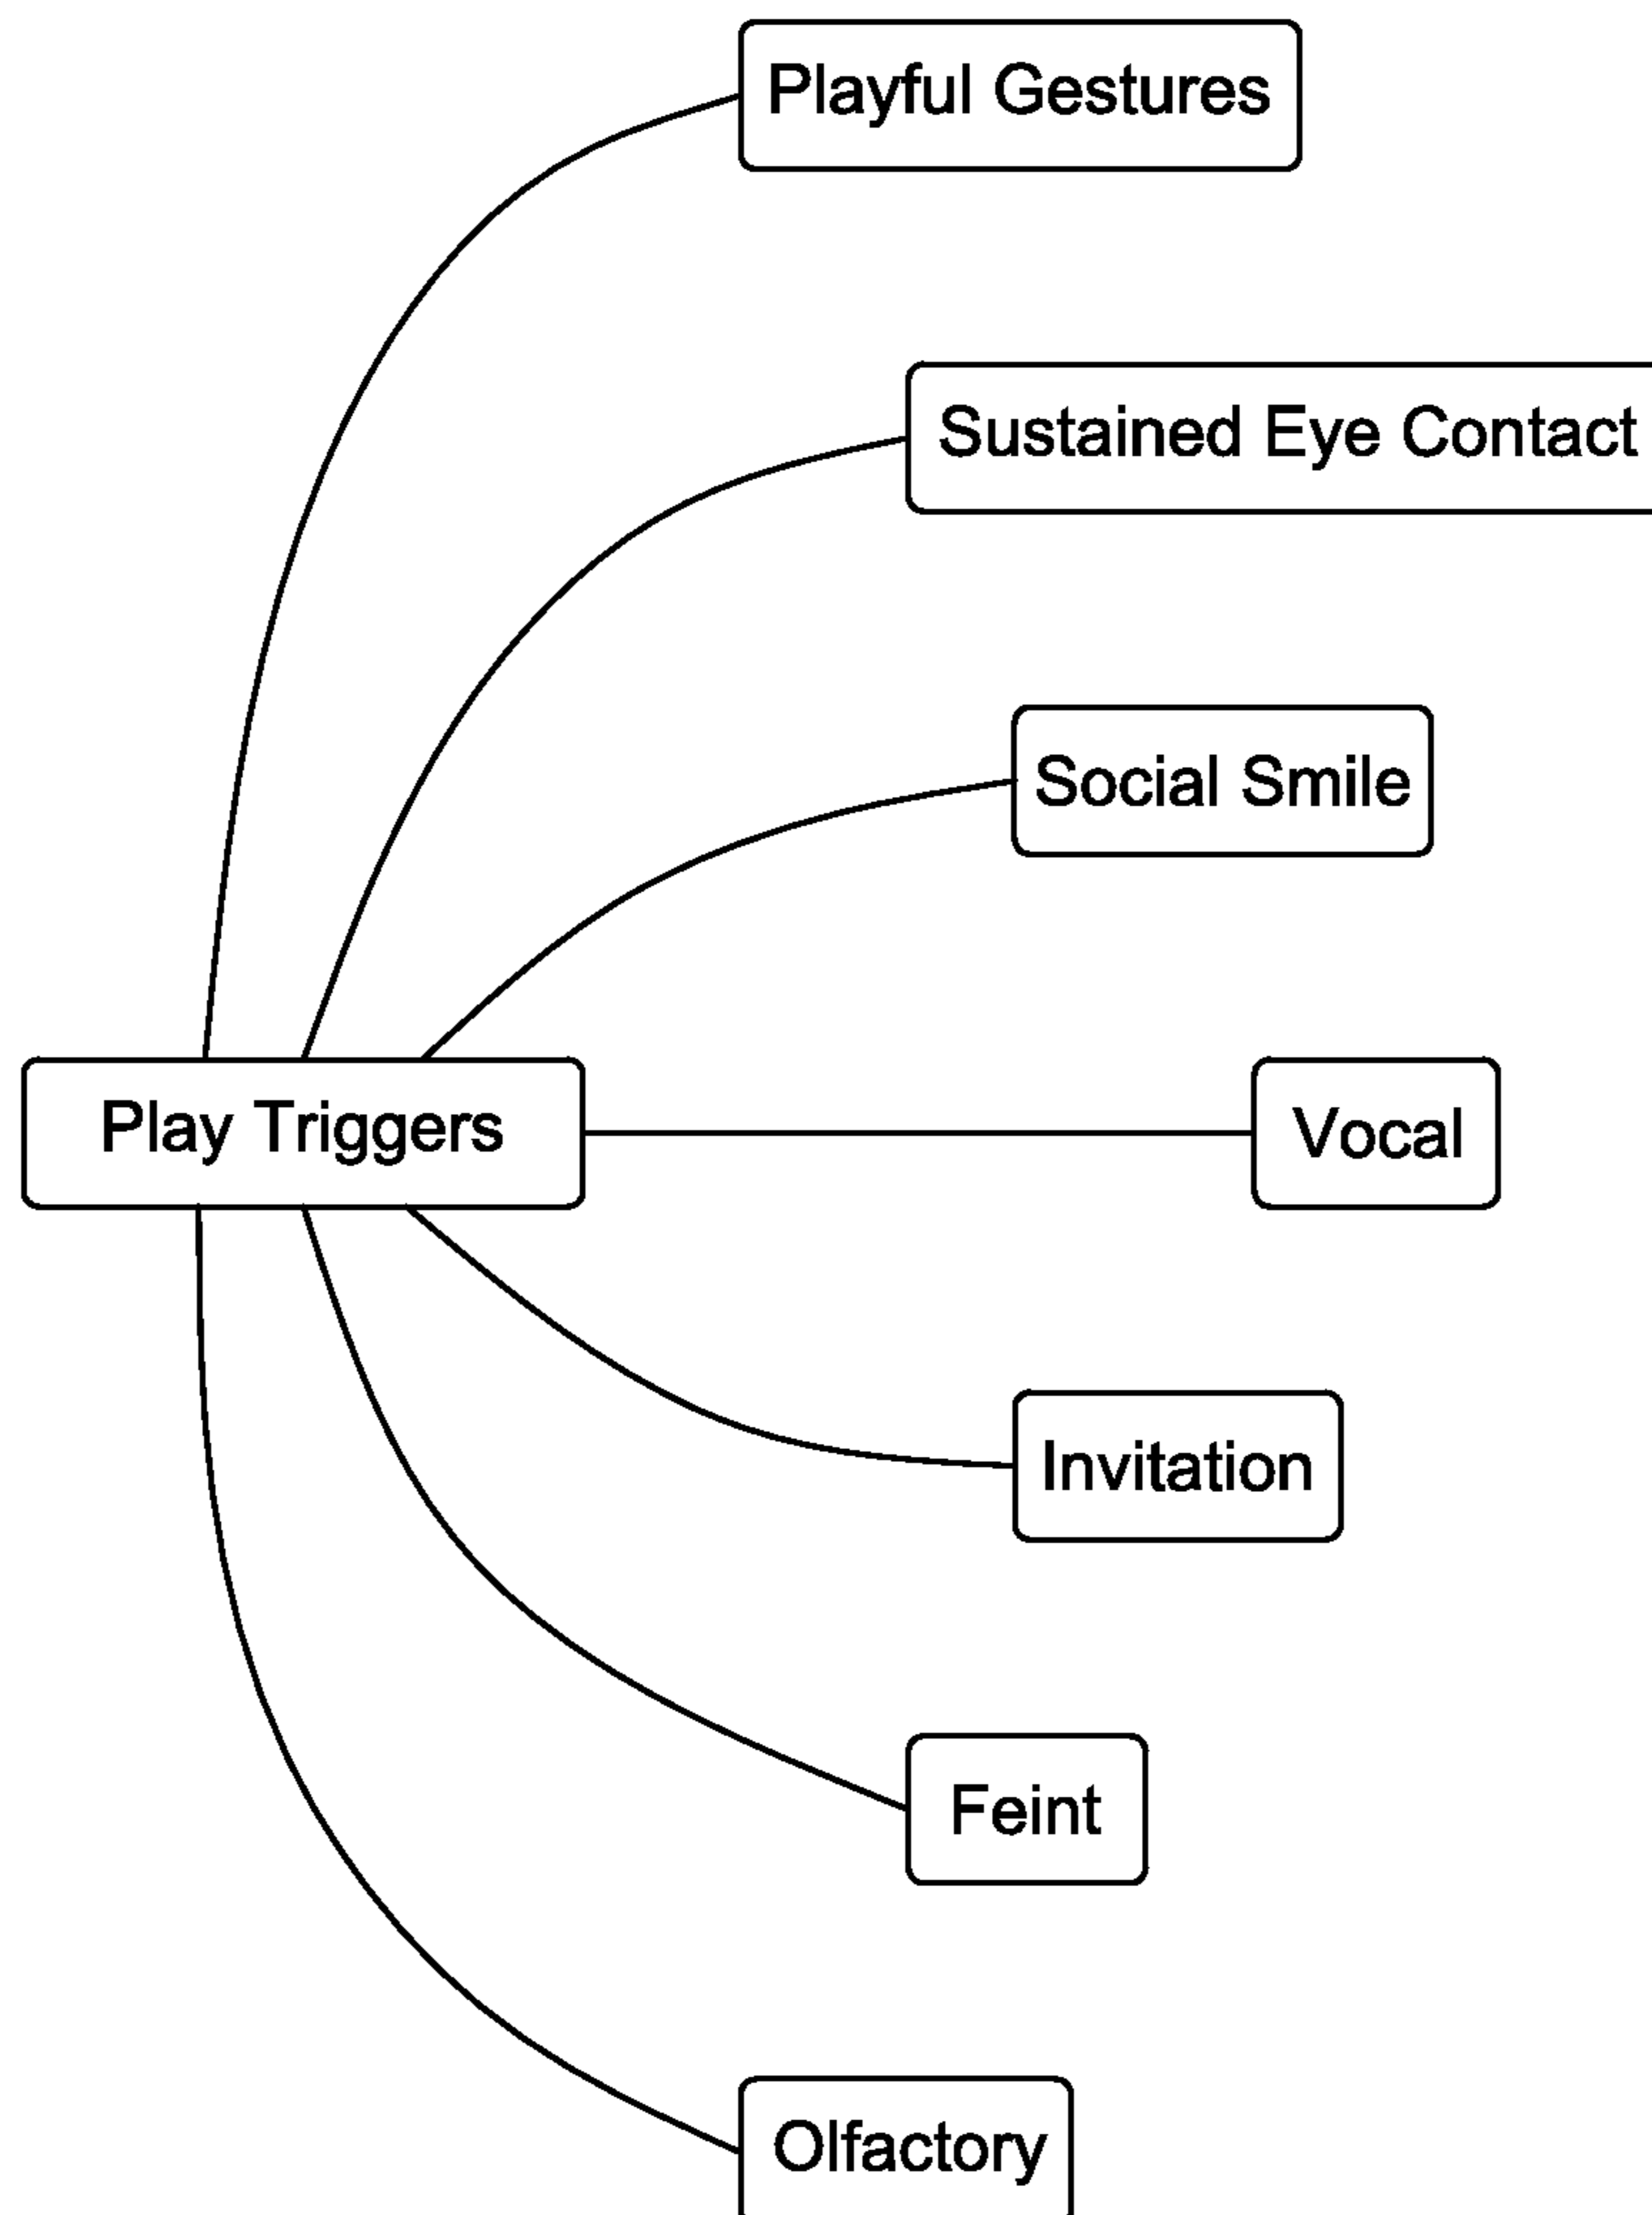 Playful Gestures
Sustained Eye Contact
Social Smile
Play Triggers
Vocal
Invitation
Feint
Olfactory